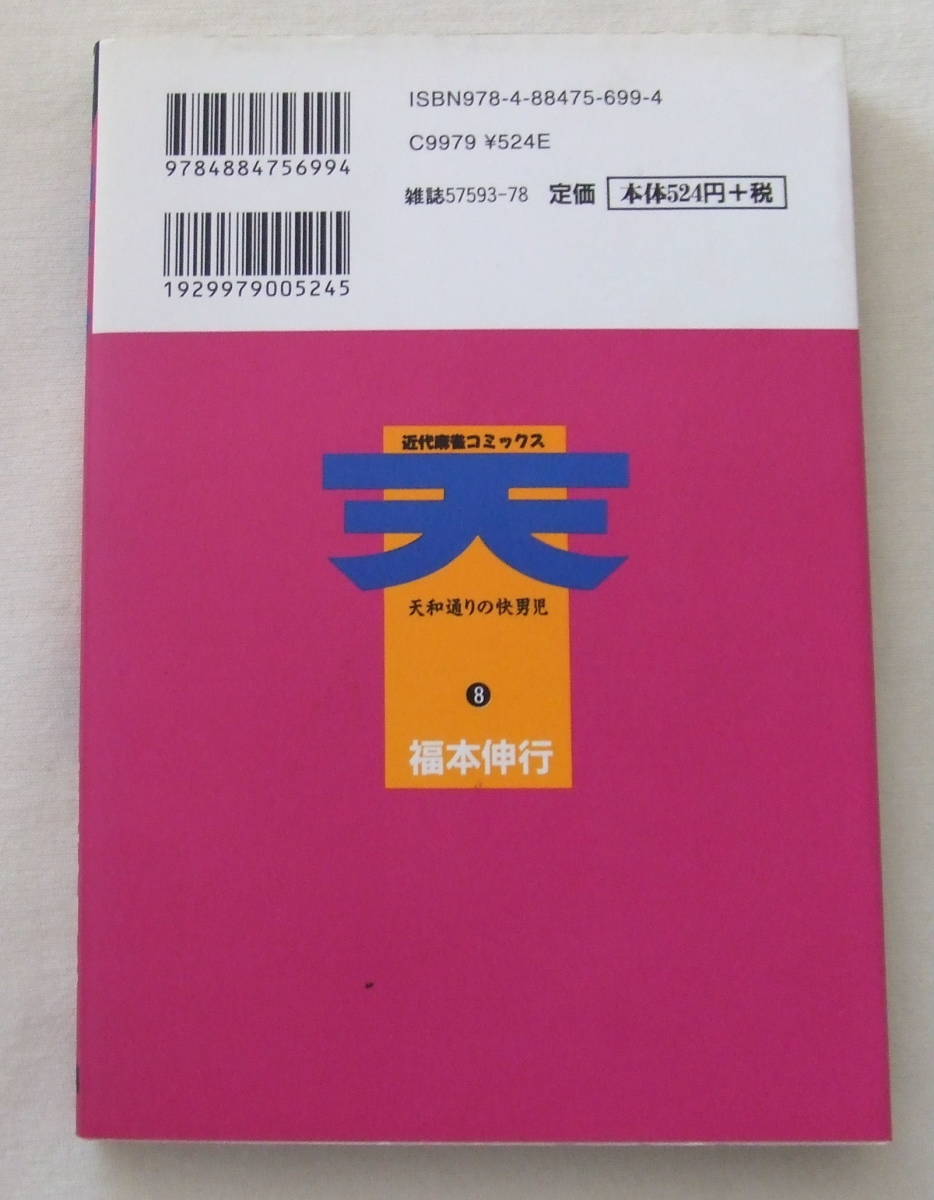 ISBN978-4-88475-699-4
C9979 ¥524E
9784884756994
雑誌57593-78 定価 本体524円+税
1929979005245
近代麻雀コミックス
天
天和通りの快男児
8
福本伸行